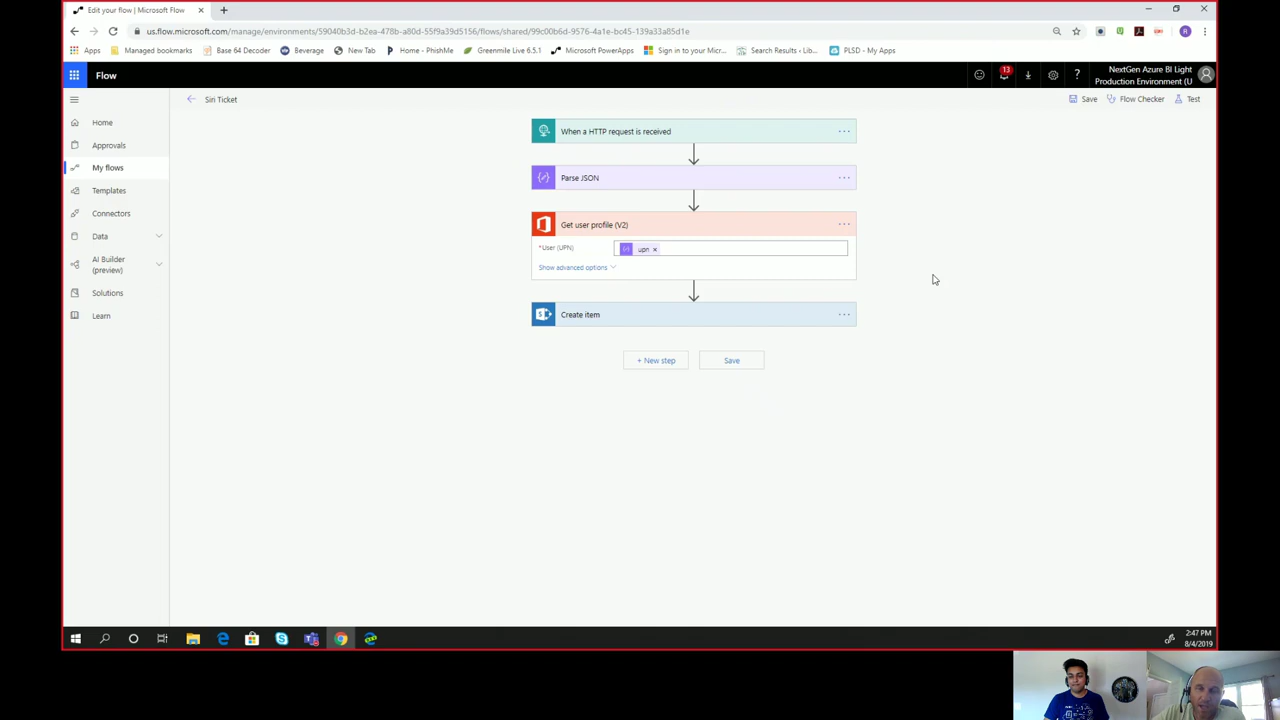 Edit your flow | Microsoft Flow
us.flow.microsoft.com/manage/environments/59040b3d-b2ea-478b-a80d-55f9a39d5156/flows/shared/99c00b6d-9576-4a1e-bc45-139a33a85d1e
Apps
Managed bookmarks
Base 64 Decoder
Beverage
New Tab
Home - PhishMe
Greenmile Live 6.5.1
Microsoft PowerApps
Sign in to your Micr...
Search Results ‹ Lib...
PLSD - My Apps
Flow
13
NextGen Azure BI Light
Production Environment (U
Siri Ticket
Save
Flow Checker
Test
Home
Approvals
My flows
Templates
Connectors
Data
AI Builder
(preview)
Solutions
Learn
When a HTTP request is received
Parse JSON
Get user profile (V2)
*User (UPN)
upn
Show advanced options
Create item
+ New step
Save
2:47 PM
8/4/2019